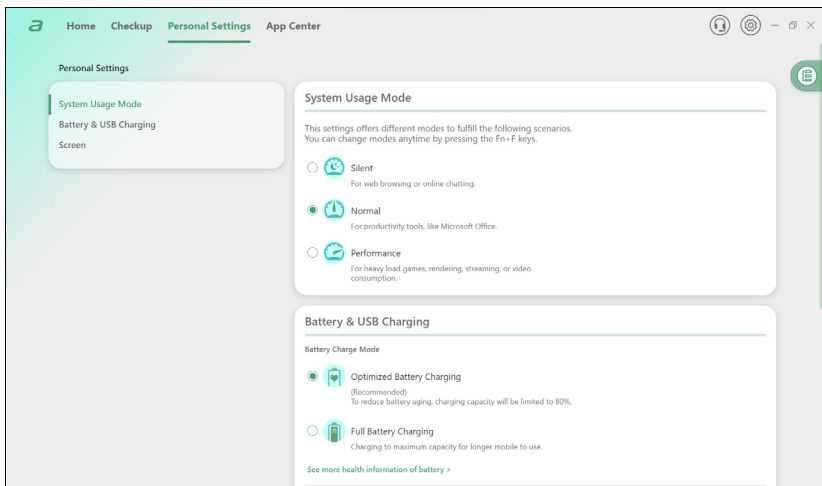 a Home Checkup Personal Settings App Center
Personal Settings
System Usage Mode
Battery & USB Charging
Screen
System Usage Mode
This settings offers different modes to fulfill the following scenarios.
You can change modes anytime by pressing the Fn+F keys.
Silent
For web browsing or online chatting.
Normal
For productivity tools, like Microsoft Office.
Performance
For heavy load games, rendering, streaming, or video
consumption.
Battery & USB Charging
Battery Charge Mode
Optimized Battery Charging
(Recommended)
To reduce battery aging, charging capacity will be limited to 80%.
Full Battery Charging
Charging to maximum capacity for longer mobile to use.
See more health information of battery >